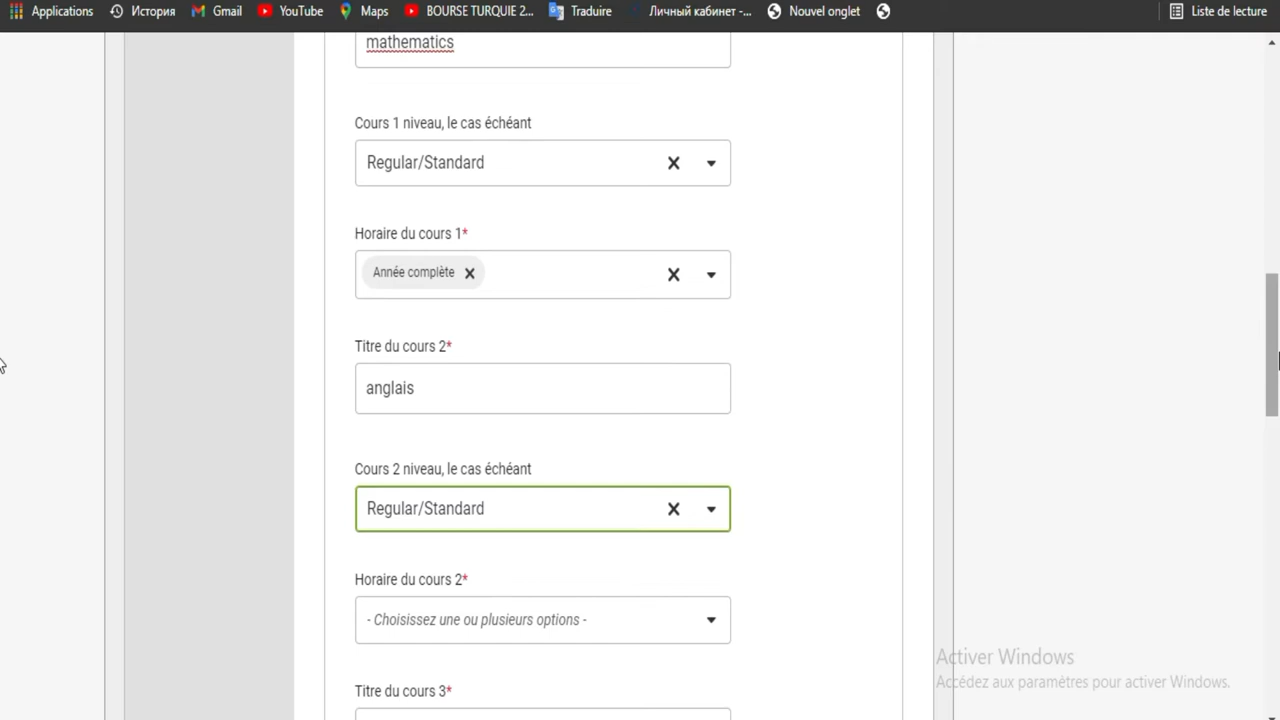 Applications История Gmail YouTube Maps BOURSE TURQUIE 2... Traduire Личный кабинет -... Nouvel onglet Liste de lecture
mathematics
Cours 1 niveau, le cas échéant
Regular/Standard
Horaire du cours 1*
Année complète
Titre du cours 2*
anglais
Cours 2 niveau, le cas échéant
Regular/Standard
Horaire du cours 2*
- Choisissez une ou plusieurs options -
Titre du cours 3*
Activer Windows
Accédez aux paramètres pour activer Windows.